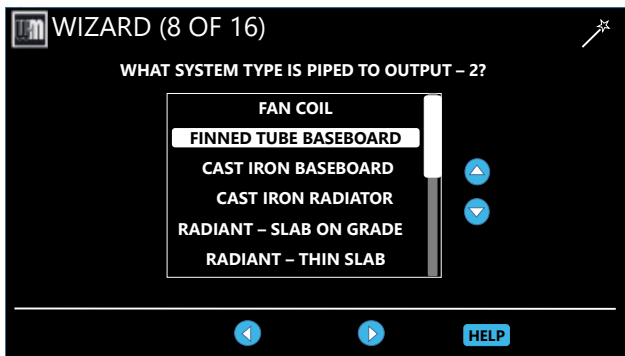 WIZARD (8 OF 16)
WHAT SYSTEM TYPE IS PIPED TO OUTPUT – 2?
FAN COIL
FINNED TUBE BASEBOARD
CAST IRON BASEBOARD
CAST IRON RADIATOR
RADIANT – SLAB ON GRADE
RADIANT – THIN SLAB
HELP